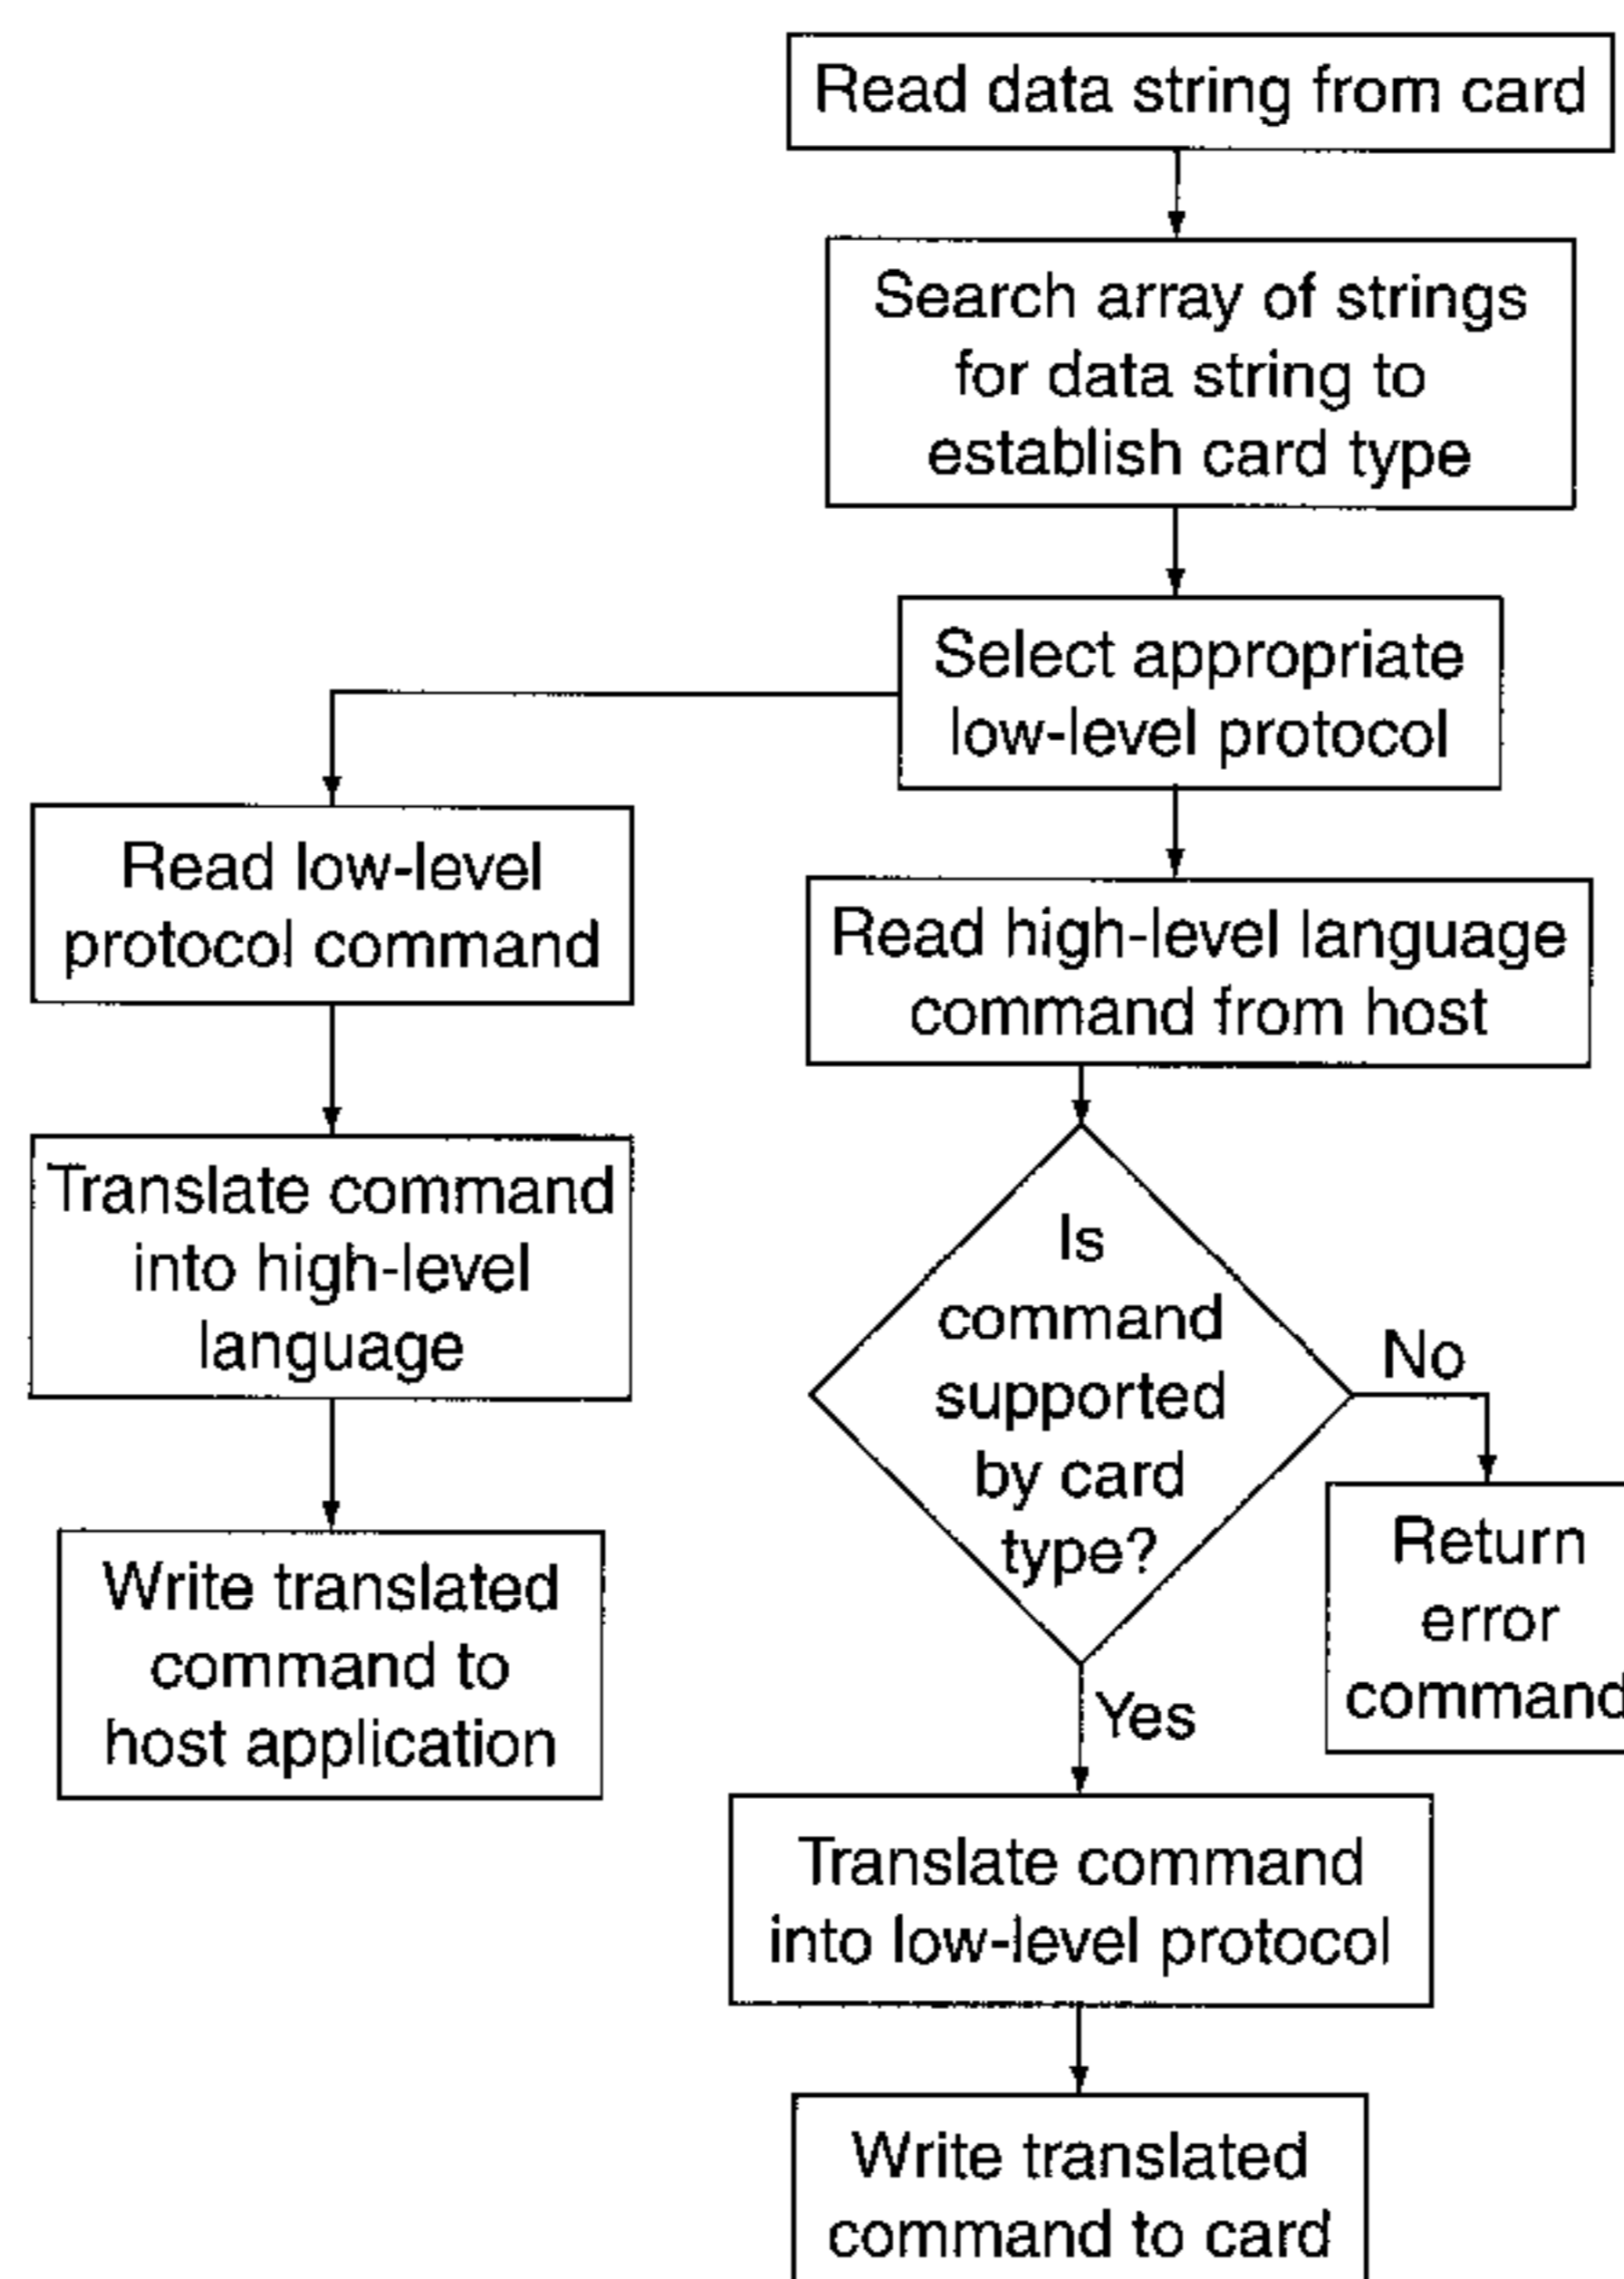 Read data string from card
Search array of strings
for data string to
establish card type
Select appropriate
low-level protocol
Read low-level
protocol command
Read high-level language
command from host
Translate command
into high-level
language
Is
command
supported
by card
type?
No
Return
error
command
Write translated
command to
host application
Yes
Translate command
into low-level protocol
Write translated
command to card